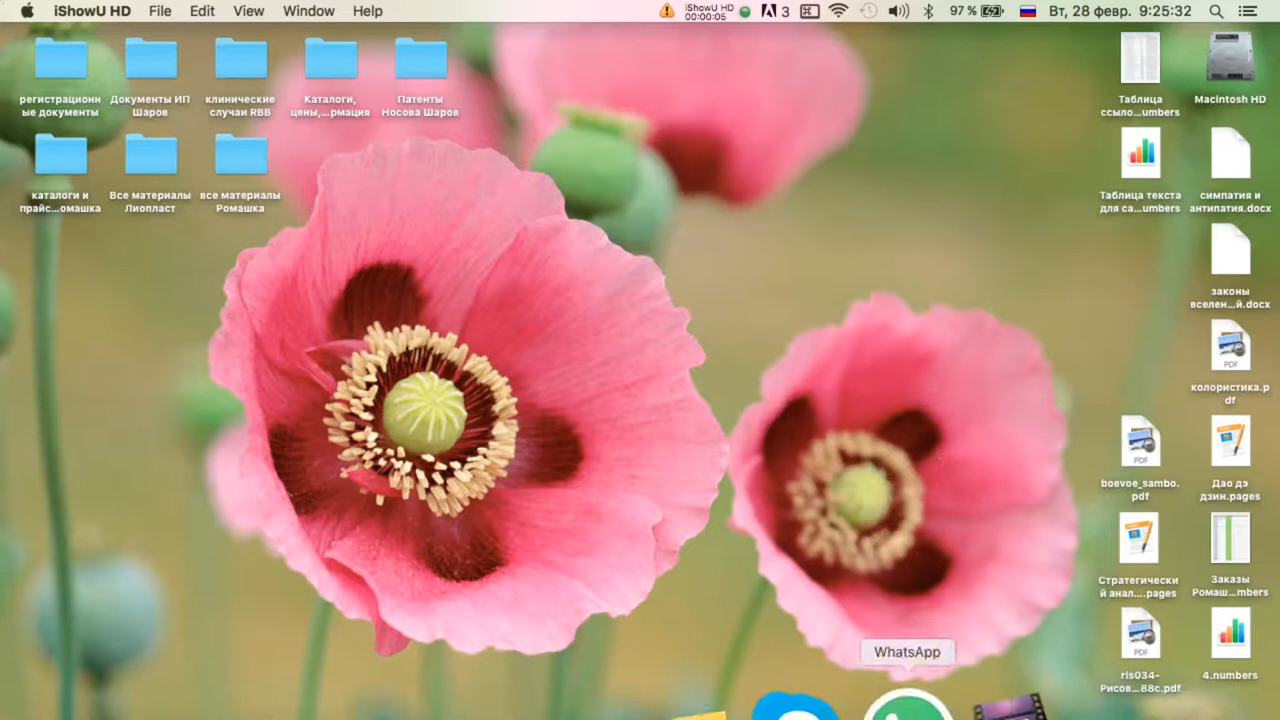 iShowU HD File Edit View Window Help iShowU HD 3 97 % Вт, 28 февр. 9:25:32
00:00:05
регистрационн
ые документы
Документы ИП
Шаров
клинические
случаи RBB
Каталоги,
цены,...рмация
Патенты
Носова Шаров
Таблица
ссыло...umbers
Macintosh HD
каталоги и
прайс...омашка
Все материалы
Лиопласт
все материалы
Ромашка
Таблица текста
для са...umbers
симпатия и
антипатия.docx
законы
вселен...й.docx
PDF
колористика.p
df
PDF
boevoe_sambo.
pdf
Дао дэ
дзин.pages
Стратегически
й анал....pages
Заказы
Ромаш...mbers
PDF
ris034-
Рисов...88c.pdf
4.numbers
WhatsApp